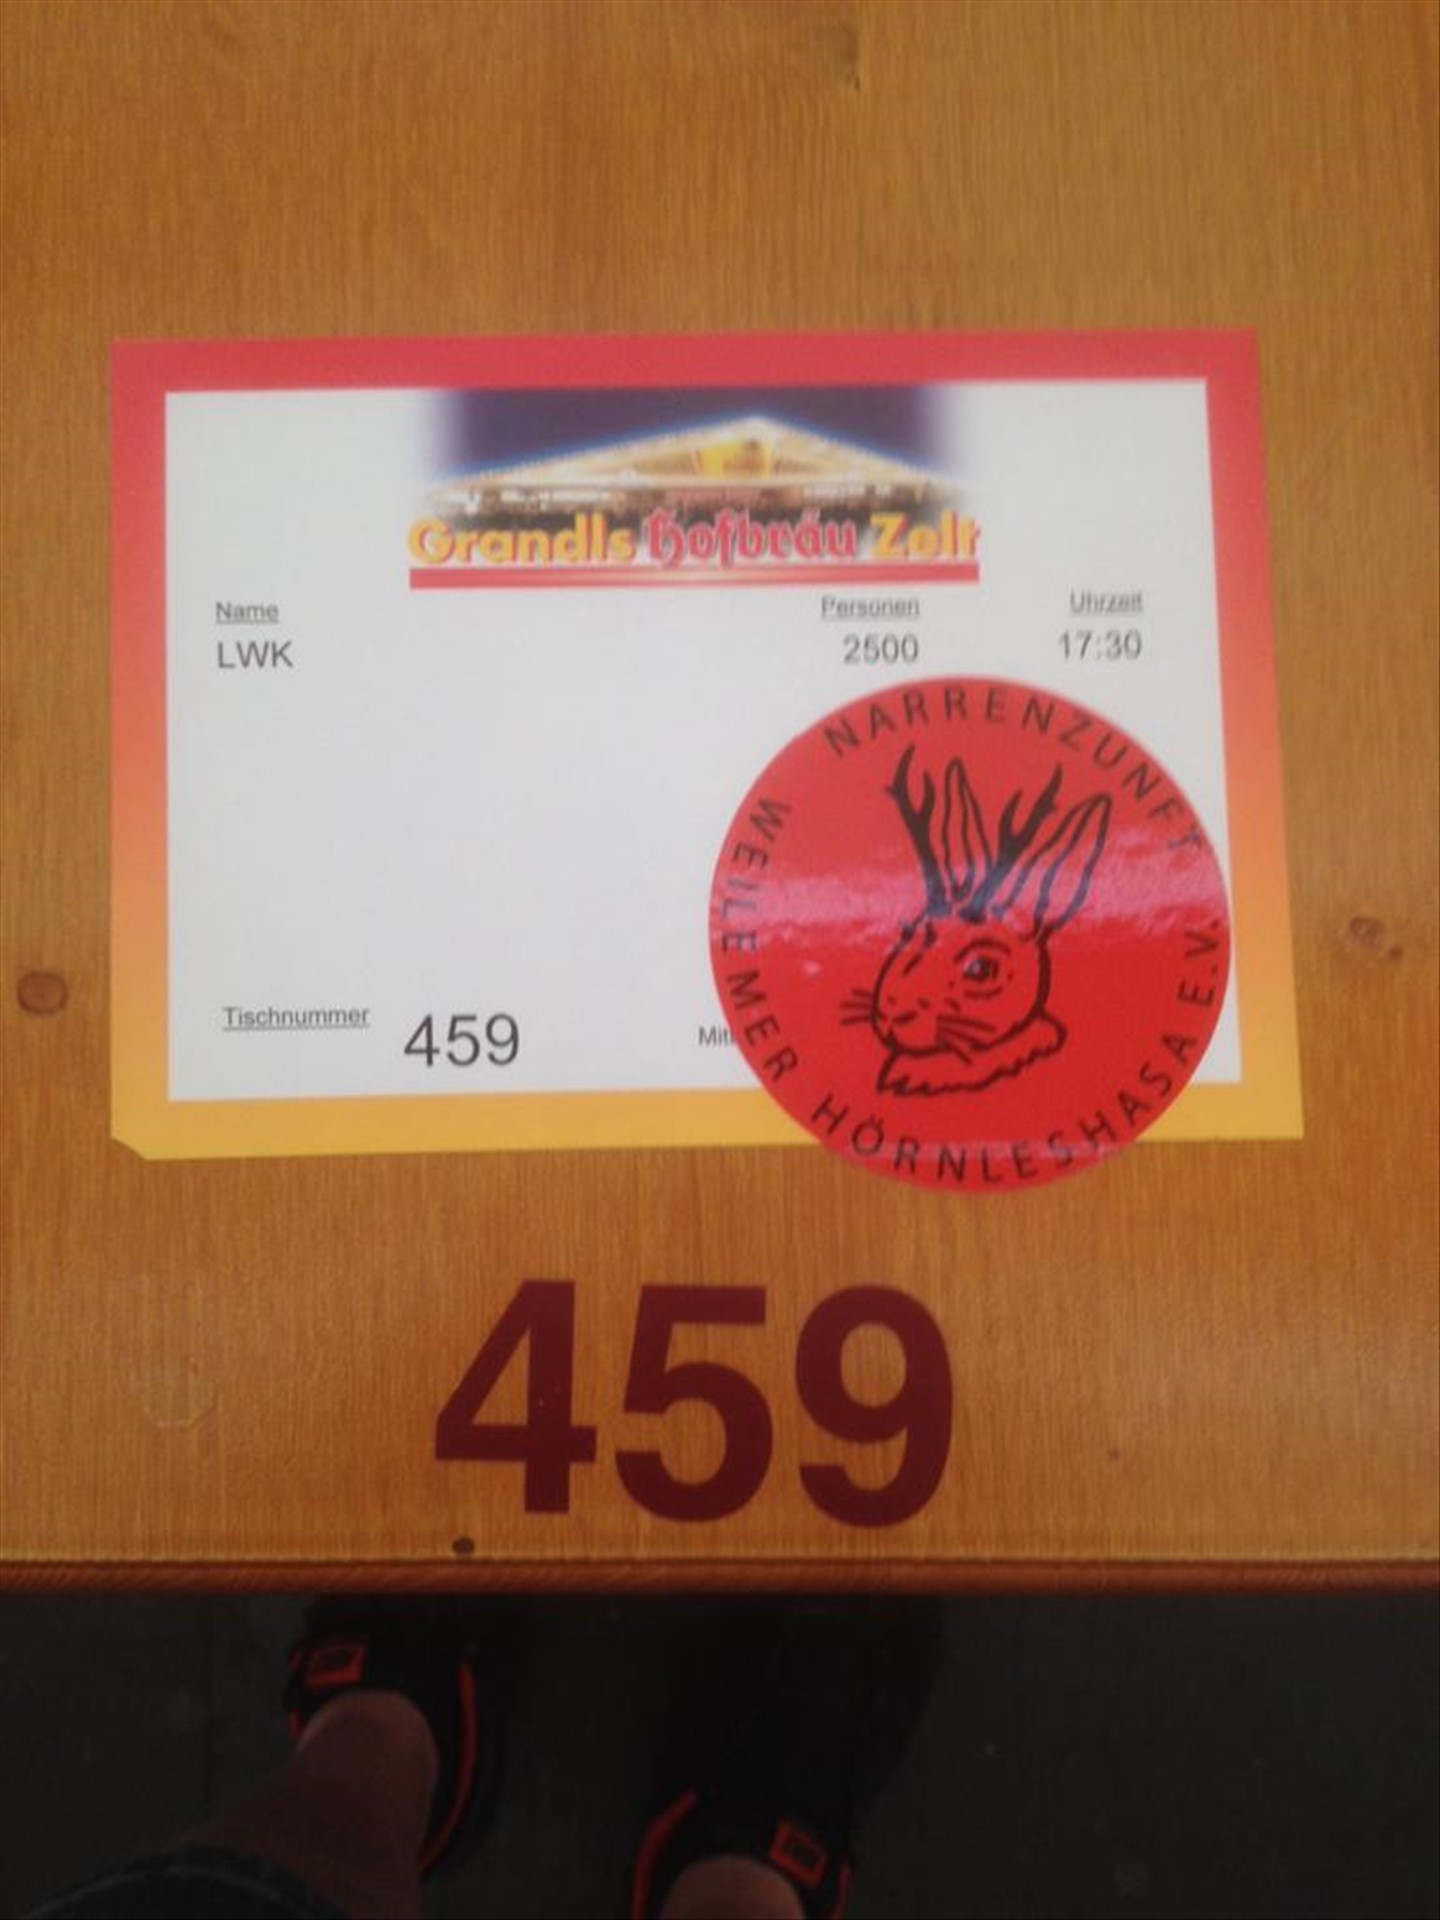 Grandls Hofbräu Zelt
Name Personen Uhrzeit
LWK 2500 17:30
NARRENZUNFT
WEILEMER HÖRNLESHASA E.V.
Tischnummer 459
459